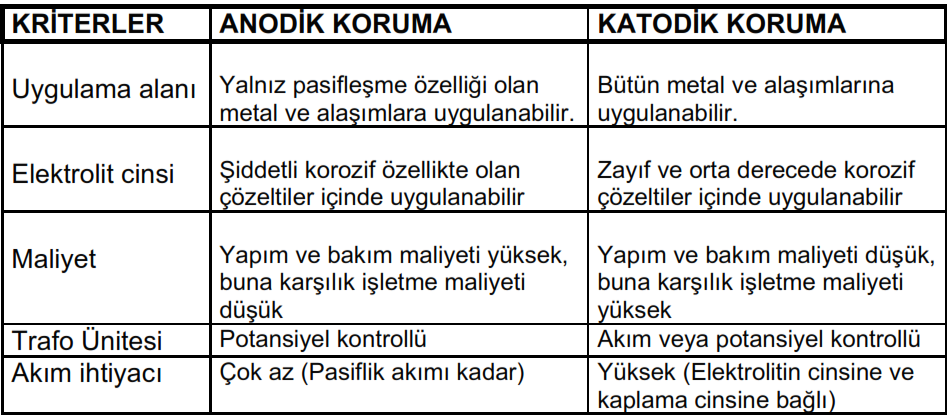 KRİTERLER ANODİK KORUMA KATODİK KORUMA
Uygulama alanı Yalnız pasifleşme özelliği olan Bütün metal ve alaşımlarına
metal ve alaşımlara uygulanabilir. uygulanabilir.
Elektrolit cinsi Şiddetli korozif özellikte olan Zayıf ve orta derecede korozif
çözeltiler içinde uygulanabilir çözeltiler içinde uygulanabilir
Maliyet Yapım ve bakım maliyeti yüksek, Yapım ve bakım maliyeti düşük,
buna karşılık işletme maliyeti buna karşılık işletme maliyeti
düşük yüksek
Trafo Ünitesi Potansiyel kontrollü Akım veya potansiyel kontrollü
Akım ihtiyacı Çok az (Pasiflik akımı kadar) Yüksek (Elektrolitin cinsine ve
kaplama cinsine bağlı)